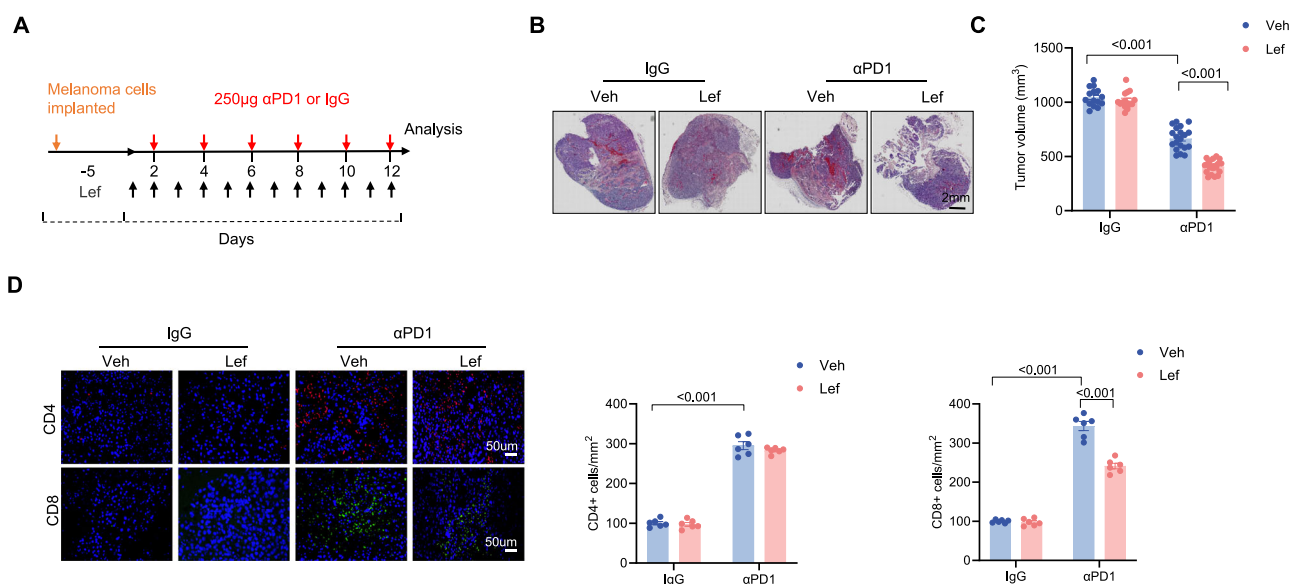 A
Melanoma cells
implanted
250µg αPD1 or IgG
Analysis
-5 2 4 6 8 10 12
Lef
Days
B
IgG αPD1
Veh Lef Veh Lef
2mm
C
Veh
Lef
<0.001
<0.001
Tumor volume (mm3)
1500
1000
500
0
IgG αPD1
D
IgG αPD1
Veh Lef Veh Lef
CD4
50um
CD8
50um
Veh
Lef
<0.001
CD4+ cells/mm2
400
300
200
100
0
IgG αPD1
Veh
Lef
<0.001
<0.001
CD8+ cells/mm2
400
300
200
100
0
IgG αPD1